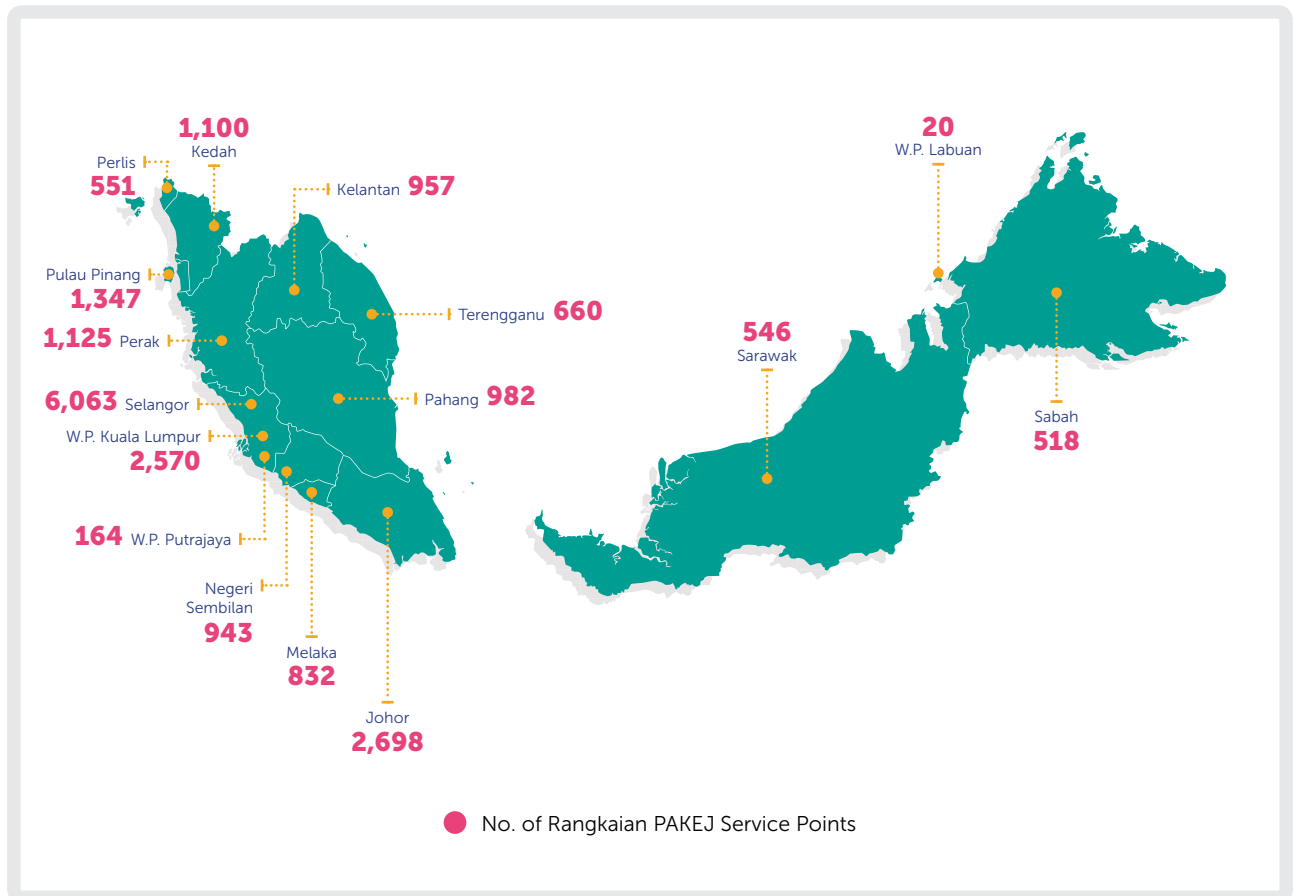 1,100
Kedah
Perlis
551
Kelantan 957
Pulau Pinang
1,347
Terengganu 660
1,125 Perak
Pahang 982
6,063 Selangor
W.P. Kuala Lumpur
2,570
164 W.P. Putrajaya
Negeri
Sembilan
943
Melaka
832
Johor
2,698
20
W.P. Labuan
546
Sarawak
Sabah
518
No. of Rangkaian PAKEJ Service Points